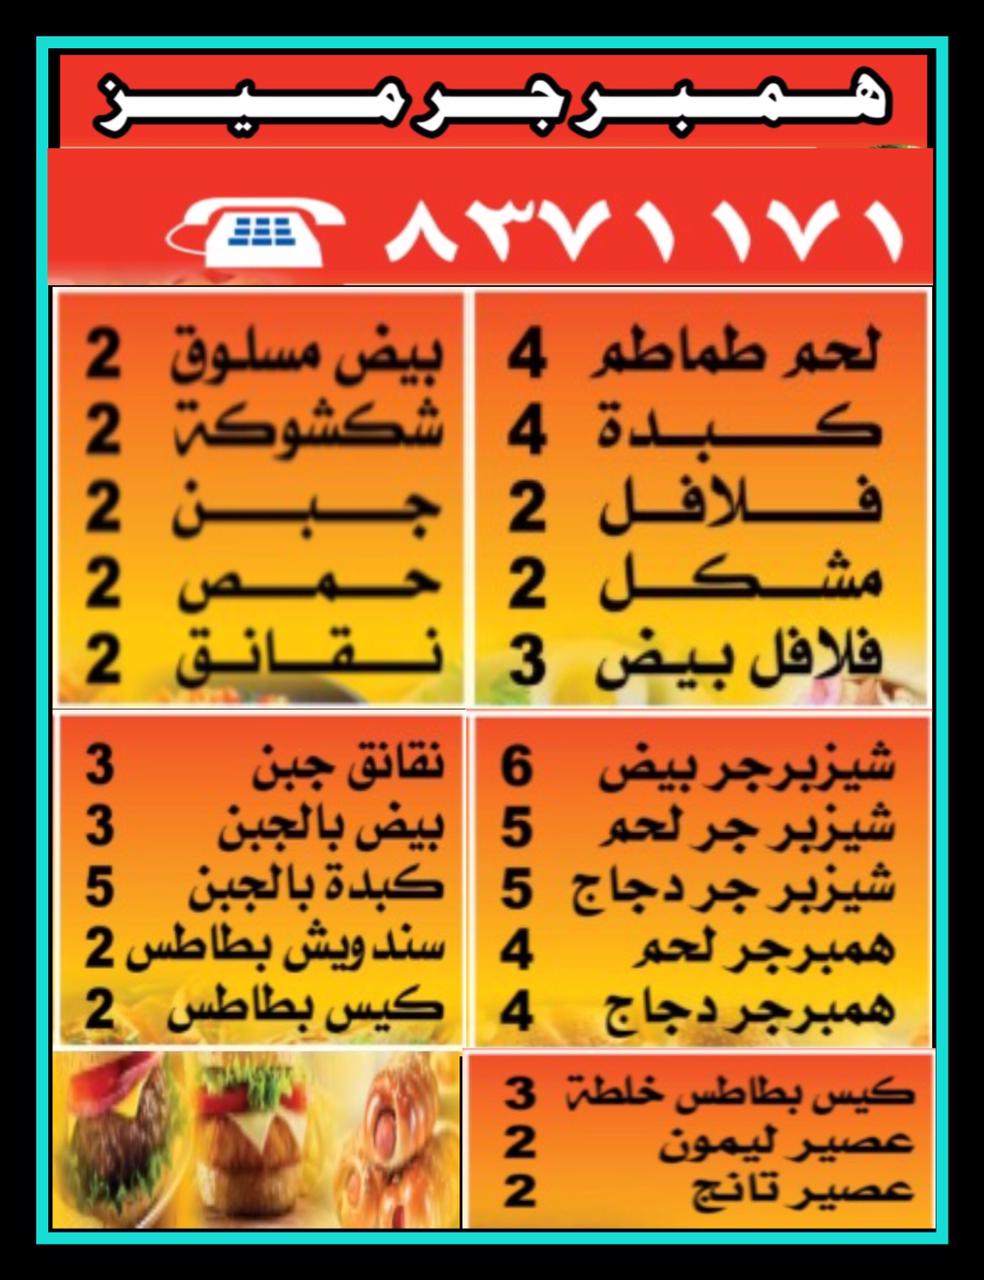 همبرجر ميز
٨٣٧١١٧١
لحم طماطم 4
كبدة 4
فلافل 2
مشكل 2
فلافل بيض 3
بيض مسلوق 2
شكشوكة 2
جبن 2
حمص 2
نقانق 2
شيزبرجر بيض 6
شيزبر جر لحم 5
شيزبر جر دجاج 5
همبرجر لحم 4
همبرجر دجاج 4
نقانق جبن 3
بيض بالجبن 3
كبدة بالجبن 5
سندويش بطاطس 2
كيس بطاطس 2
كيس بطاطس خلطة 3
عصير ليمون 2
عصير تانج 2